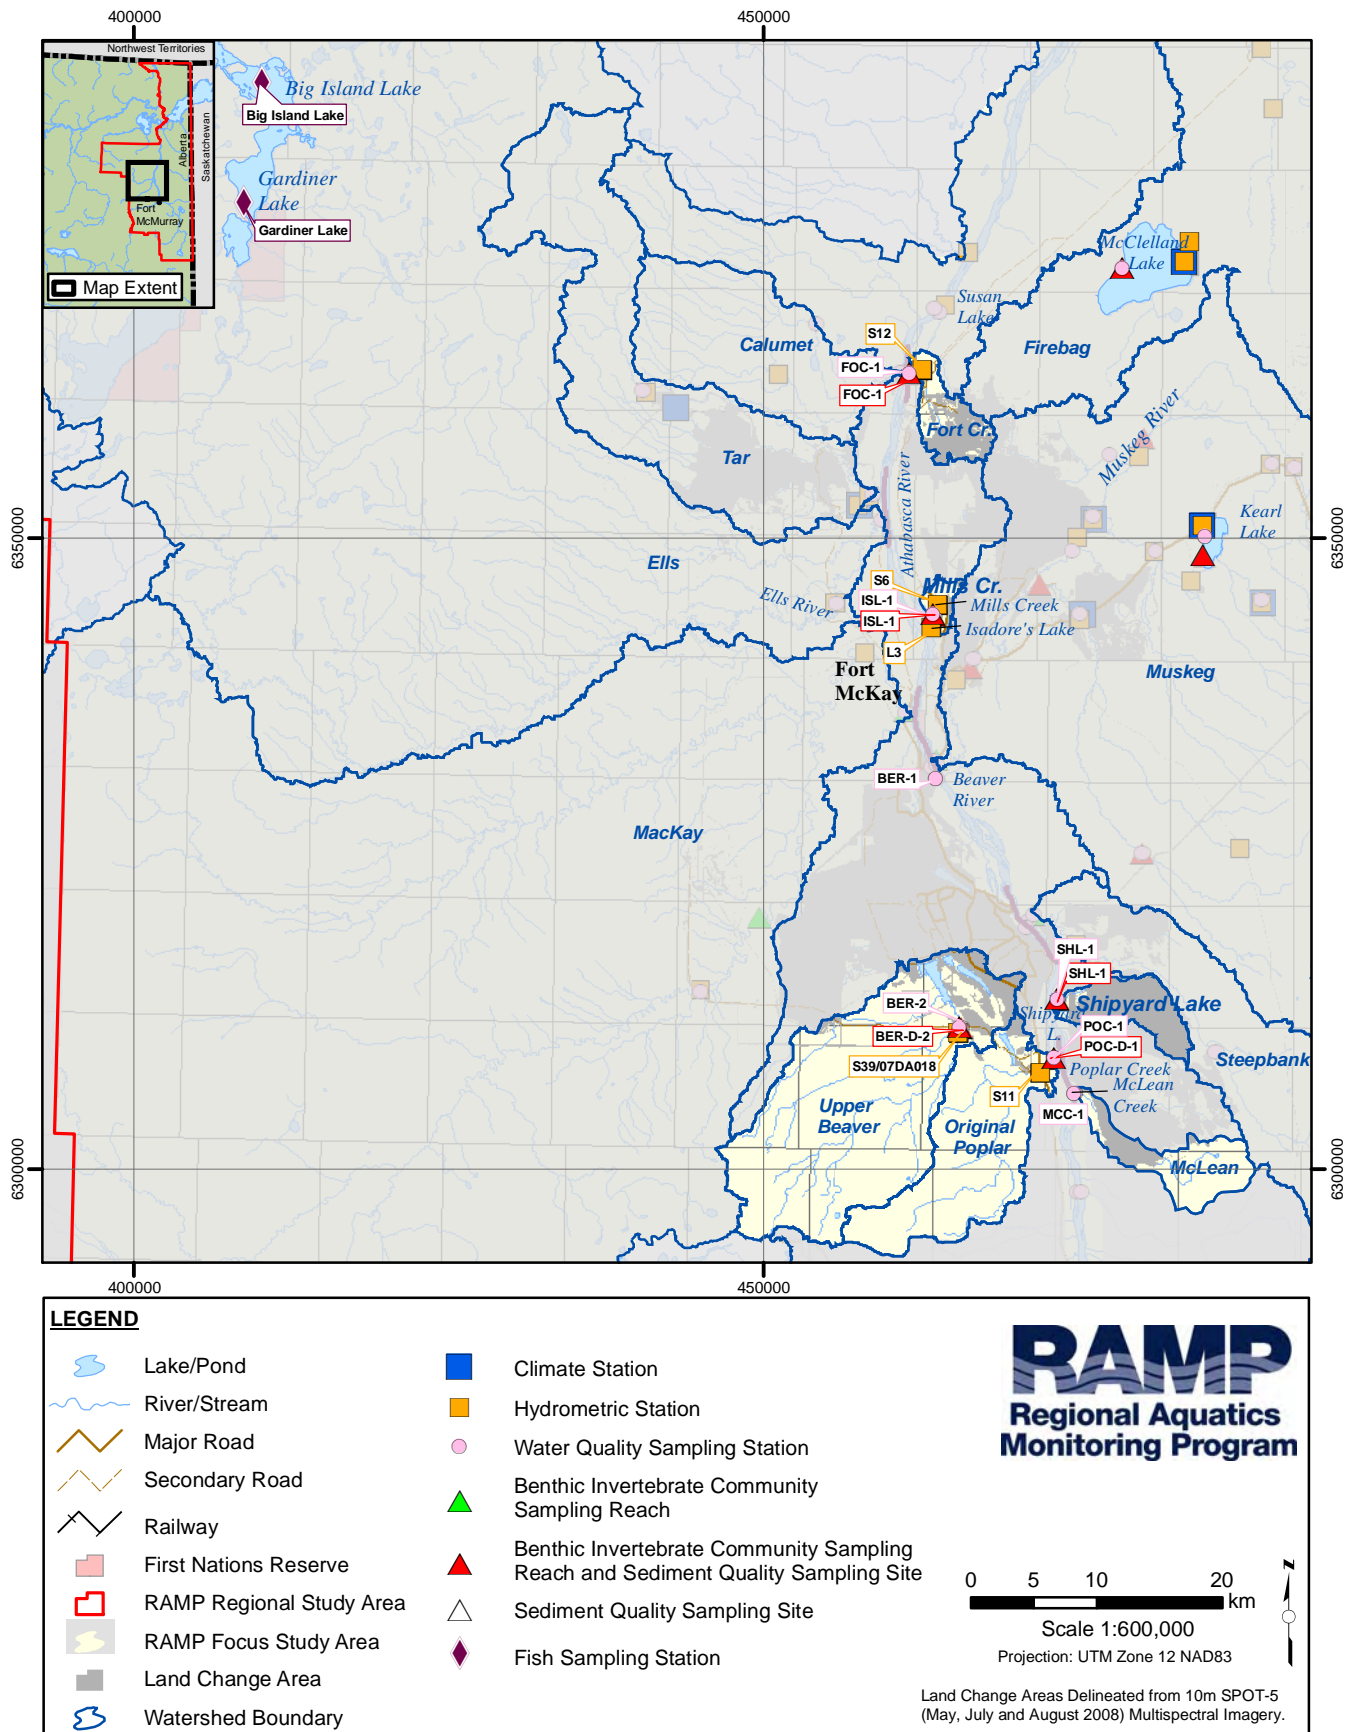 400000
450000
Northwest Territories
Alberta
Saskatchewan
Fort
McMurray
Map Extent
Big Island Lake
Big Island Lake
Gardiner
Lake
Gardiner Lake
McClelland
Lake
Susan
Lake
S12
Calumet
Firebag
FOC-1
FOC-1
Fort Cr.
Muskeg River
Tar
Athabasca River
Kearl
Lake
6350000
6350000
Ells
S6
Mills Cr.
Ells River
ISL-1
Mills Creek
ISL-1
Isadore's Lake
L3
Fort
McKay
Muskeg
BER-1
Beaver
River
MacKay
SHL-1
SHL-1
BER-2
Shipyard Lake
Shipyard
L.
POC-1
BER-D-2
POC-D-1
Steepbank
S39/07DA018
Poplar Creek
S11
McLean
Creek
Upper
Beaver
MCC-1
Original
Poplar
McLean
6300000
6300000
400000
450000
LEGEND
Lake/Pond
River/Stream
Major Road
Secondary Road
Railway
First Nations Reserve
RAMP Regional Study Area
RAMP Focus Study Area
Land Change Area
Watershed Boundary
Climate Station
Hydrometric Station
Water Quality Sampling Station
Benthic Invertebrate Community
Sampling Reach
Benthic Invertebrate Community Sampling
Reach and Sediment Quality Sampling Site
Sediment Quality Sampling Site
Fish Sampling Station
RAMP
Regional Aquatics
Monitoring Program
N
0 5 10 20
km
Scale 1:600,000
Projection: UTM Zone 12 NAD83
Land Change Areas Delineated from 10m SPOT-5
(May, July and August 2008) Multispectral Imagery.